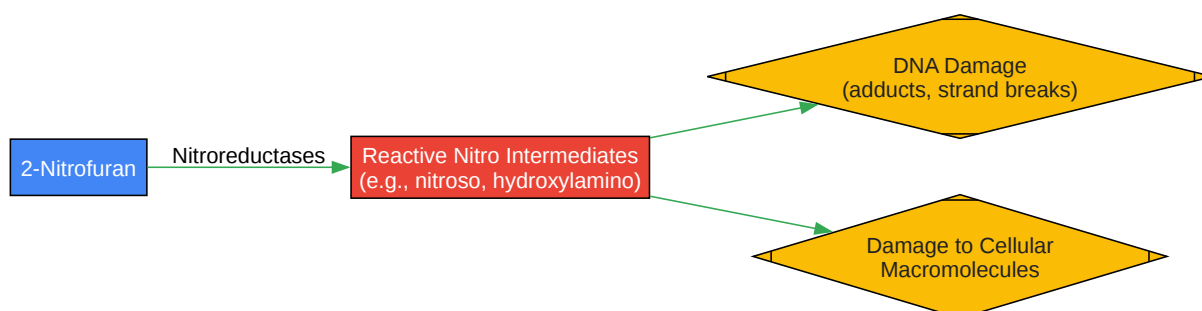 2-Nitrofuran
Nitroreductases
Reactive Nitro Intermediates
(e.g., nitroso, hydroxylamino)
DNA Damage
(adducts, strand breaks)
Damage to Cellular
Macromolecules